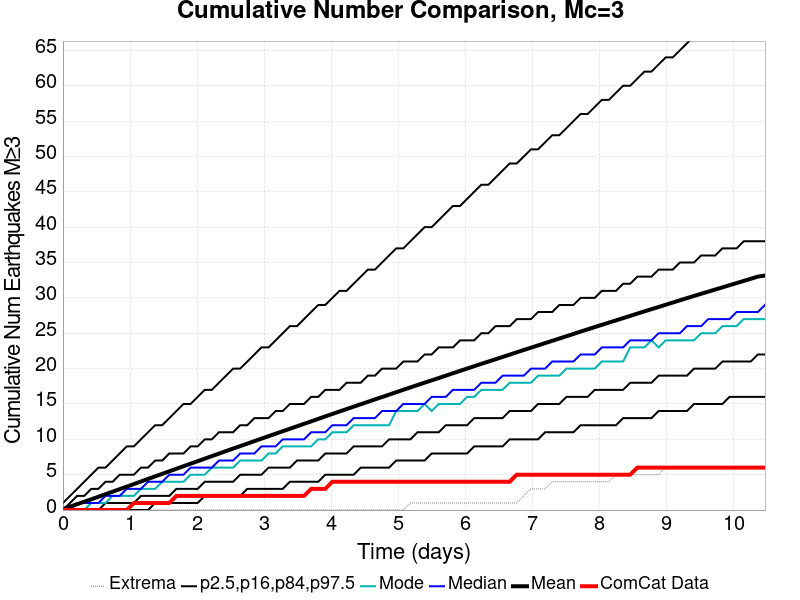 Cumulative Number Comparison, Mc=3
Cumulative Num Earthquakes M≥3
65
60
55
50
45
40
35
30
25
20
15
10
5
0
0 1 2 3 4 5 6 7 8 9 10
Time (days)
Extrema p2.5,p16,p84,p97.5 Mode Median Mean ComCat Data